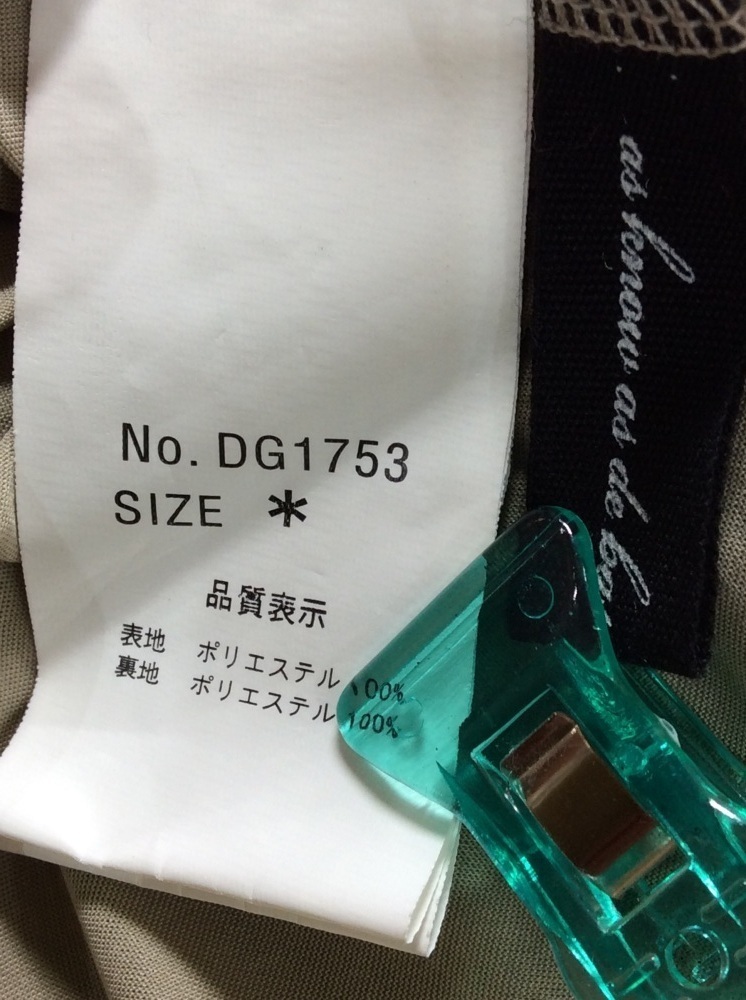 No. DG1753
SIZE *
品質表示
表地 ポリエステル 100%
裏地 ポリエステル 100%
as know as de